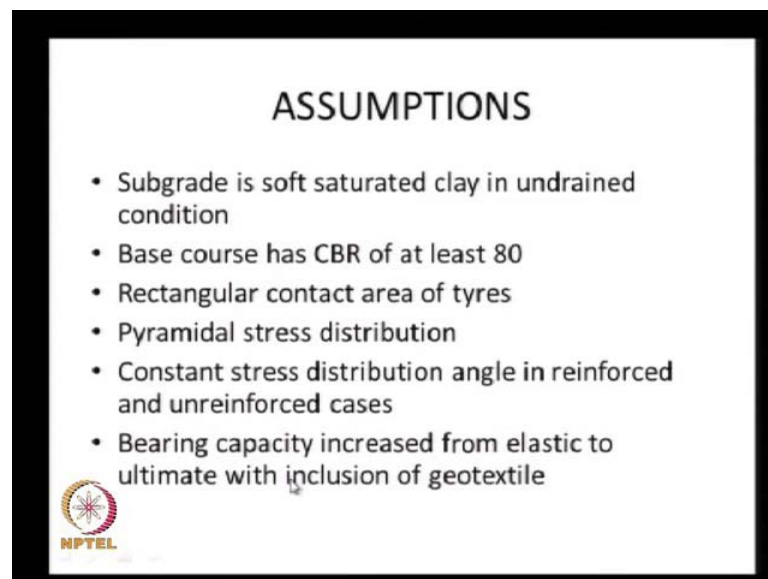 ASSUMPTIONS
• Subgrade is soft saturated clay in undrained
condition
• Base course has CBR of at least 80
• Rectangular contact area of tyres
• Pyramidal stress distribution
• Constant stress distribution angle in reinforced
and unreinforced cases
• Bearing capacity increased from elastic to
ultimate with inclusion of geotextile
NPTEL